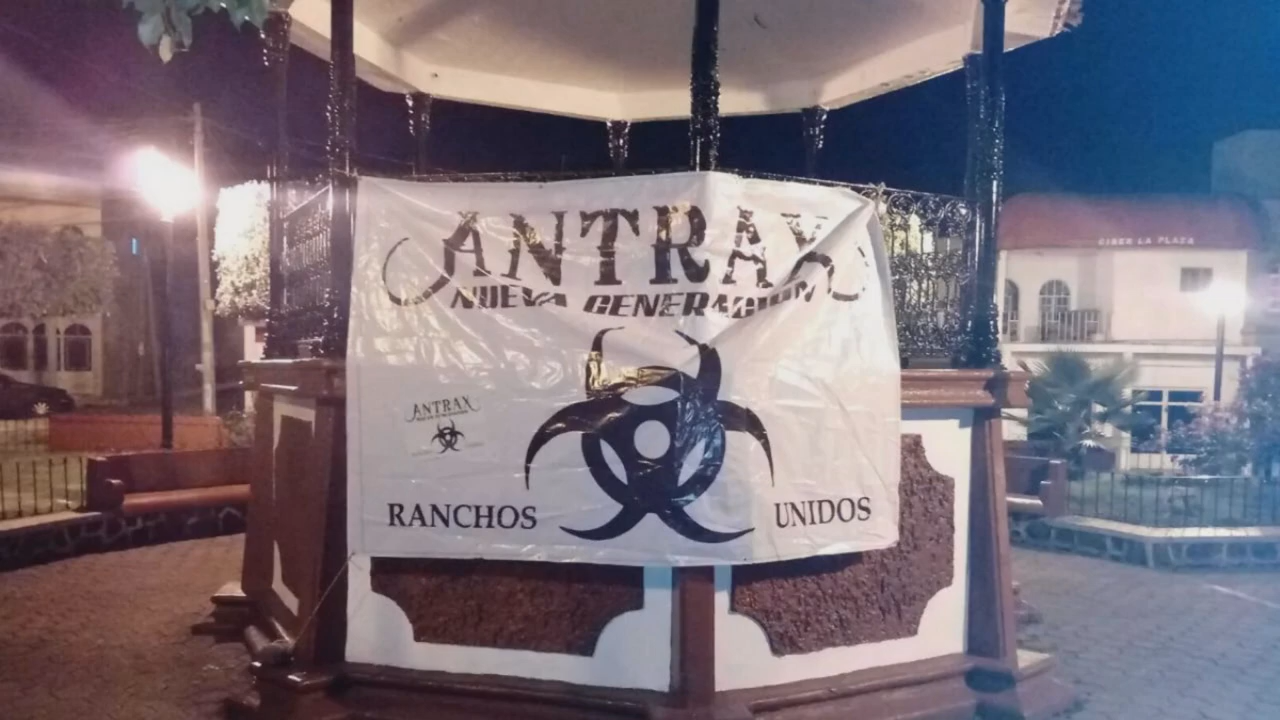 ANTRAX
NUEVA GENERACION
ANTRAX
RANCHOS UNIDOS
CIBER LA PLAZA